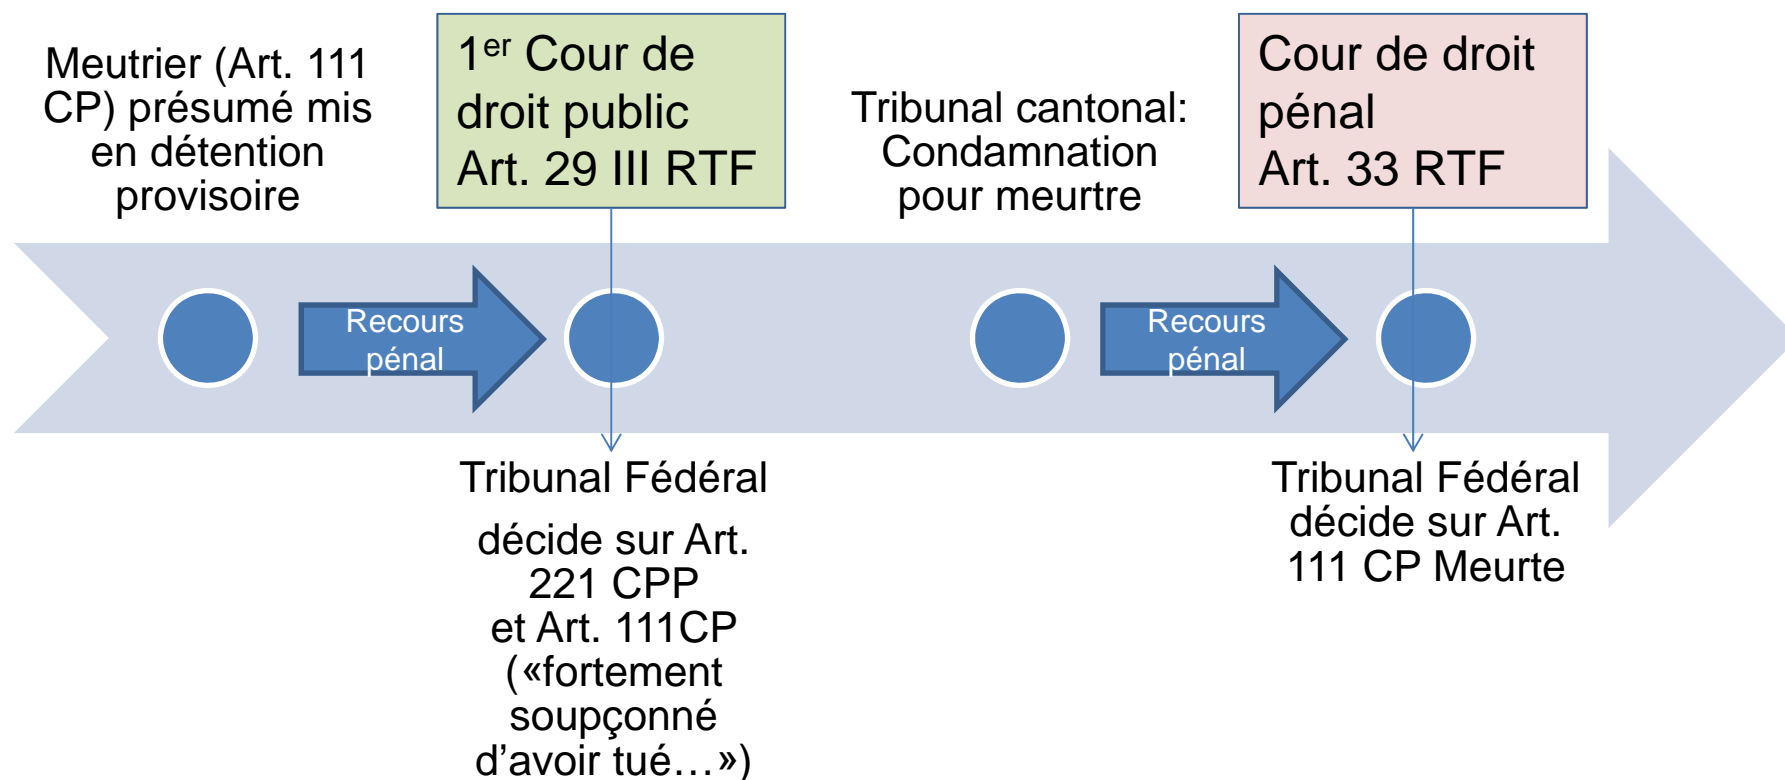 Meutrier (Art. 111
CP) présumé mis
en détention
provisoire
1er Cour de
droit public
Art. 29 III RTF
Tribunal cantonal:
Condamnation
pour meurtre
Cour de droit
pénal
Art. 33 RTF
Recours
pénal
Recours
pénal
Tribunal Fédéral
décide sur Art.
221 CPP
et Art. 111CP
(«fortement
soupçonné
d'avoir tué…»)
Tribunal Fédéral
décide sur Art.
111 CP Meurte